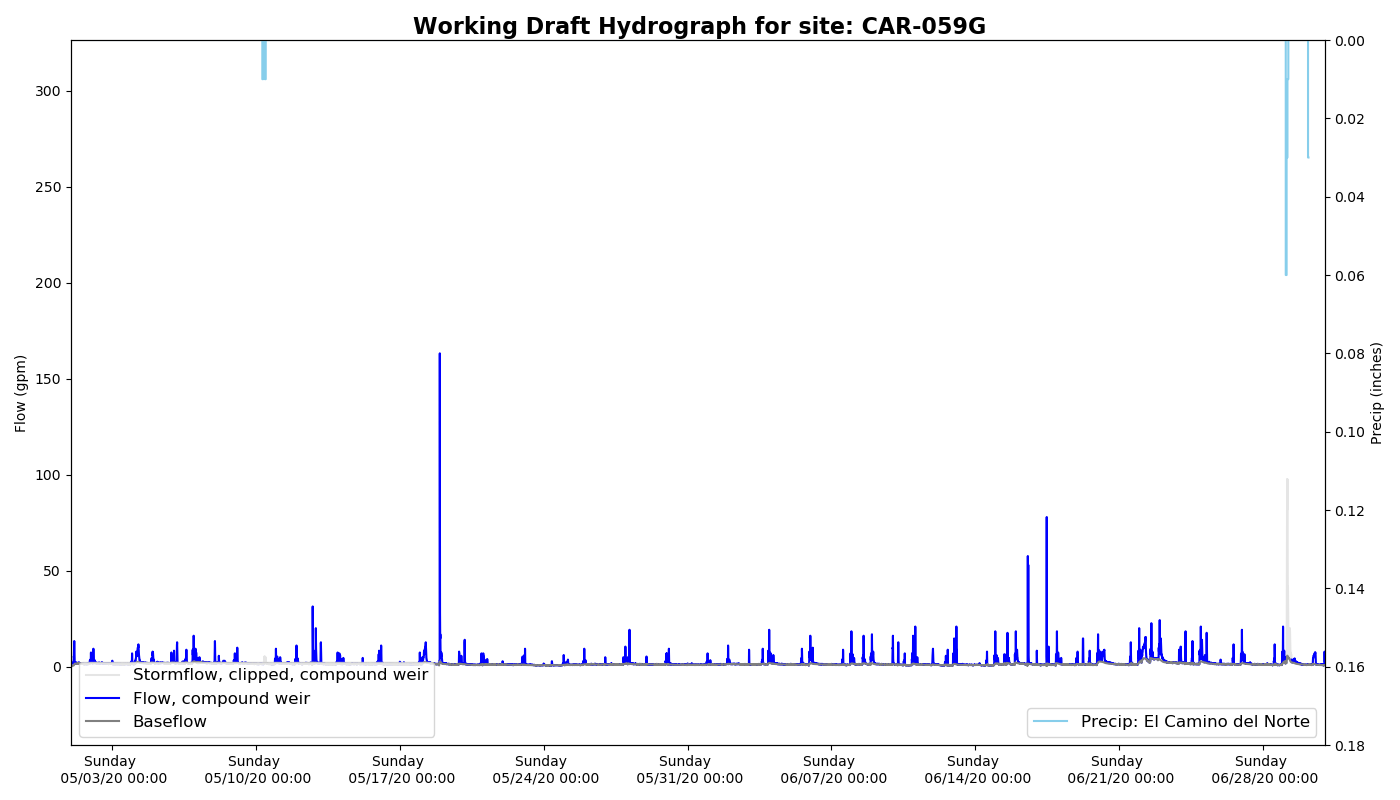 Working Draft Hydrograph for site: CAR-059G
300
250
200
150
100
50
0
Flow (gpm)
0.00
0.02
0.04
0.06
0.08
0.10
0.12
0.14
0.16
0.18
Precip (inches)
Stormflow, clipped, compound weir
Flow, compound weir
Baseflow
Precip: El Camino del Norte
Sunday
05/03/20 00:00
Sunday
05/10/20 00:00
Sunday
05/17/20 00:00
Sunday
05/24/20 00:00
Sunday
05/31/20 00:00
Sunday
06/07/20 00:00
Sunday
06/14/20 00:00
Sunday
06/21/20 00:00
Sunday
06/28/20 00:00